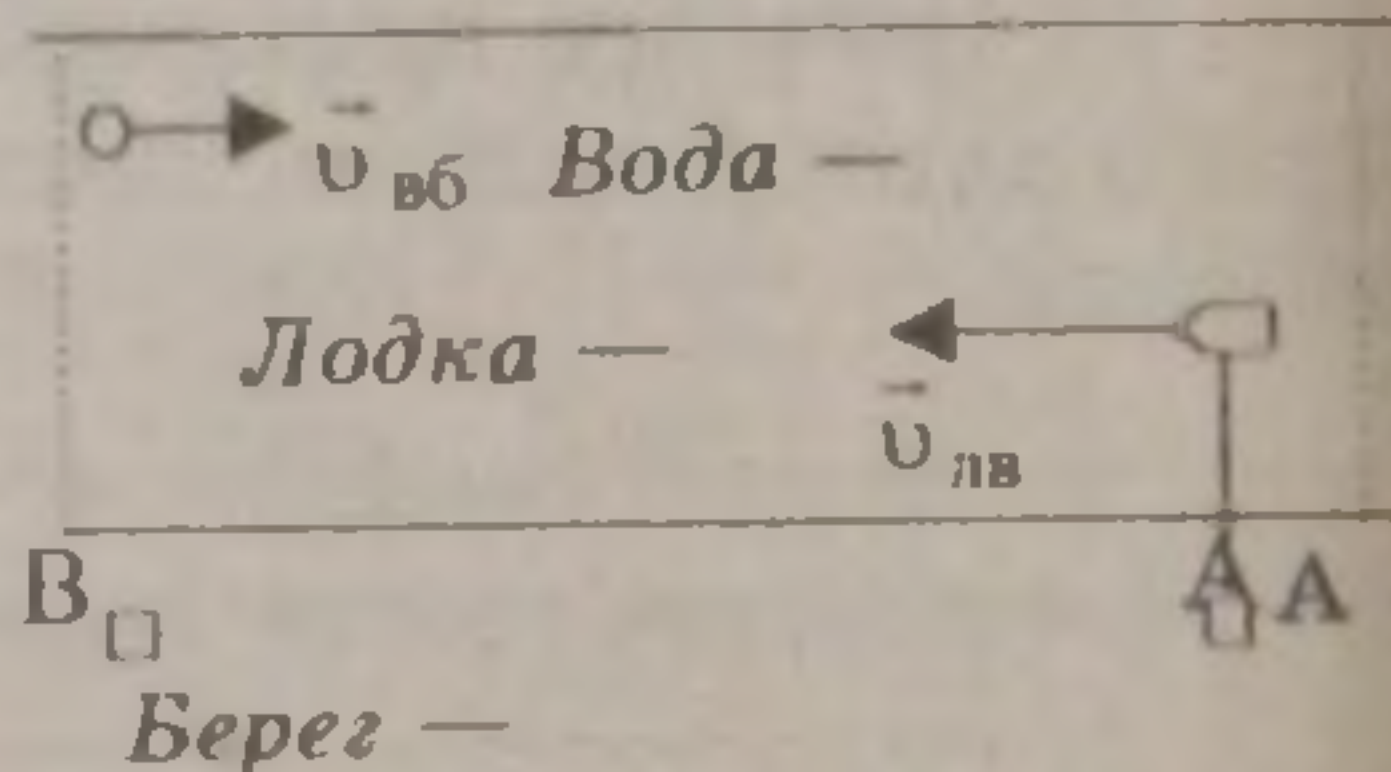 υ вб Вода —
Лодка —
υ лв
В А
Берег —